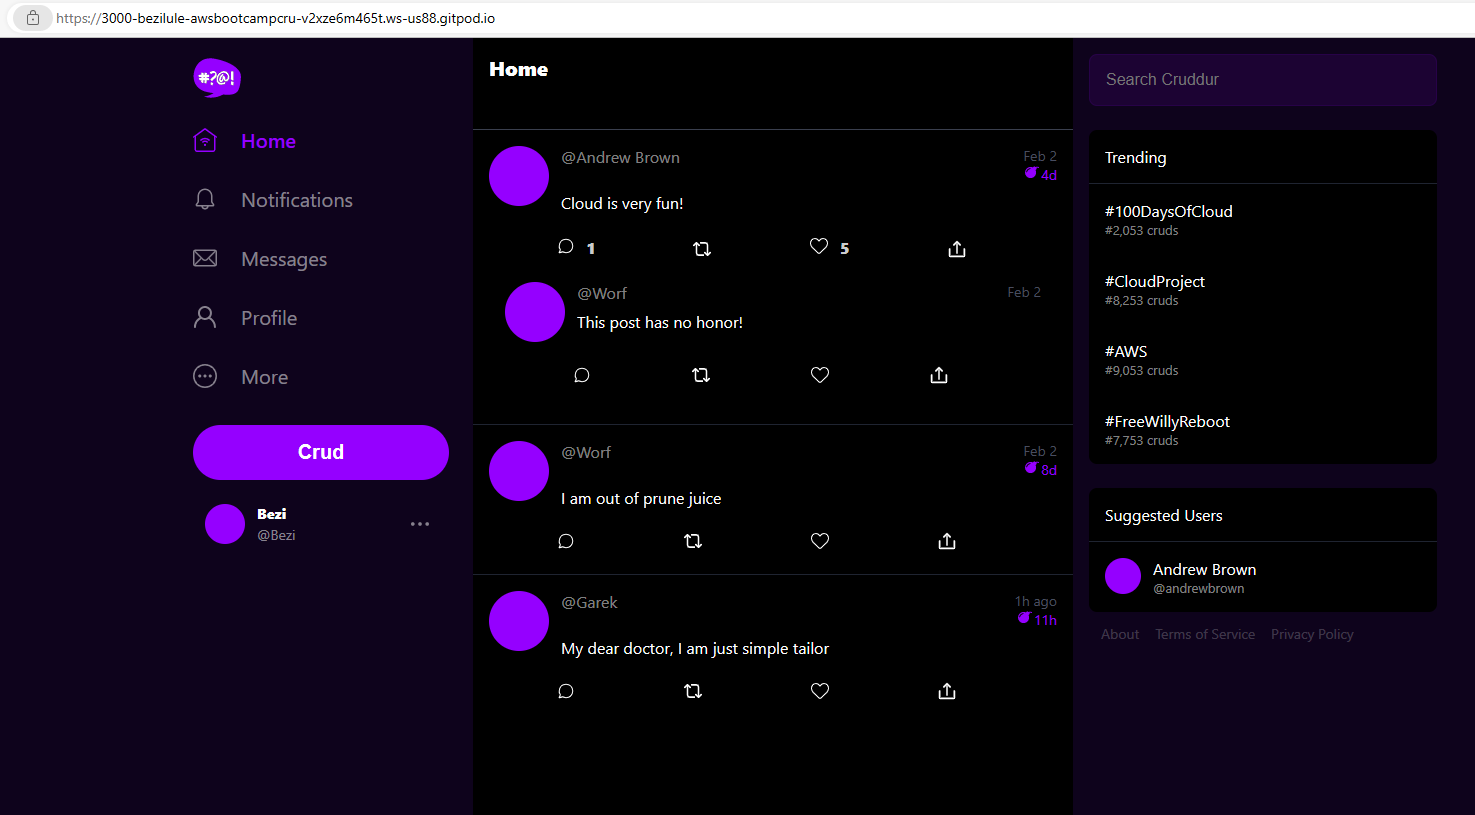 https://3000-bezilule-awsbootcampcru-v2xze6m465t.ws-us88.gitpod.io
#?@!
Home
Notifications
Messages
Profile
More
Crud
Bezi
@Bezi
Home
@Andrew Brown
Feb 2
4d
Cloud is very fun!
1
5
@Worf
Feb 2
This post has no honor!
@Worf
Feb 2
8d
I am out of prune juice
@Garek
1h ago
11h
My dear doctor, I am just simple tailor
Search Cruddur
Trending
#100DaysOfCloud
#2,053 cruds
#CloudProject
#8,253 cruds
#AWS
#9,053 cruds
#FreeWillyReboot
#7,753 cruds
Suggested Users
Andrew Brown
@andrewbrown
About Terms of Service Privacy Policy